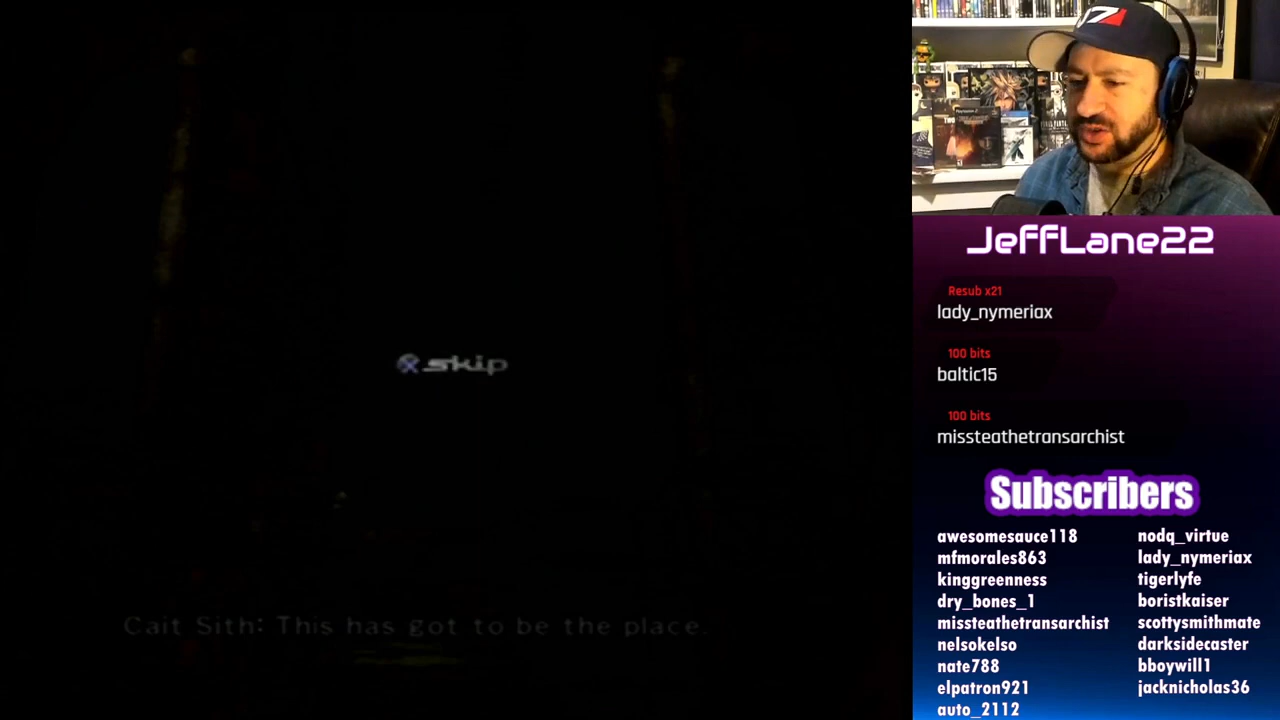 skip
Cait Sith: This has got to be the place.
JeffLane22
Resub x21
lady_nymeriax
100 bits
baltic15
100 bits
missteathetransarchist
Subscribers
awesomesauce118
mfmorales863
kinggreenness
dry_bones_1
missteathetransarchist
nelsokelso
nate788
elpatron921
auto_2112
nodq_virtue
lady_nymeriax
tigerlyfe
boristkaiser
scottysmithmate
darksidecaster
bboywill1
jacknicholas36